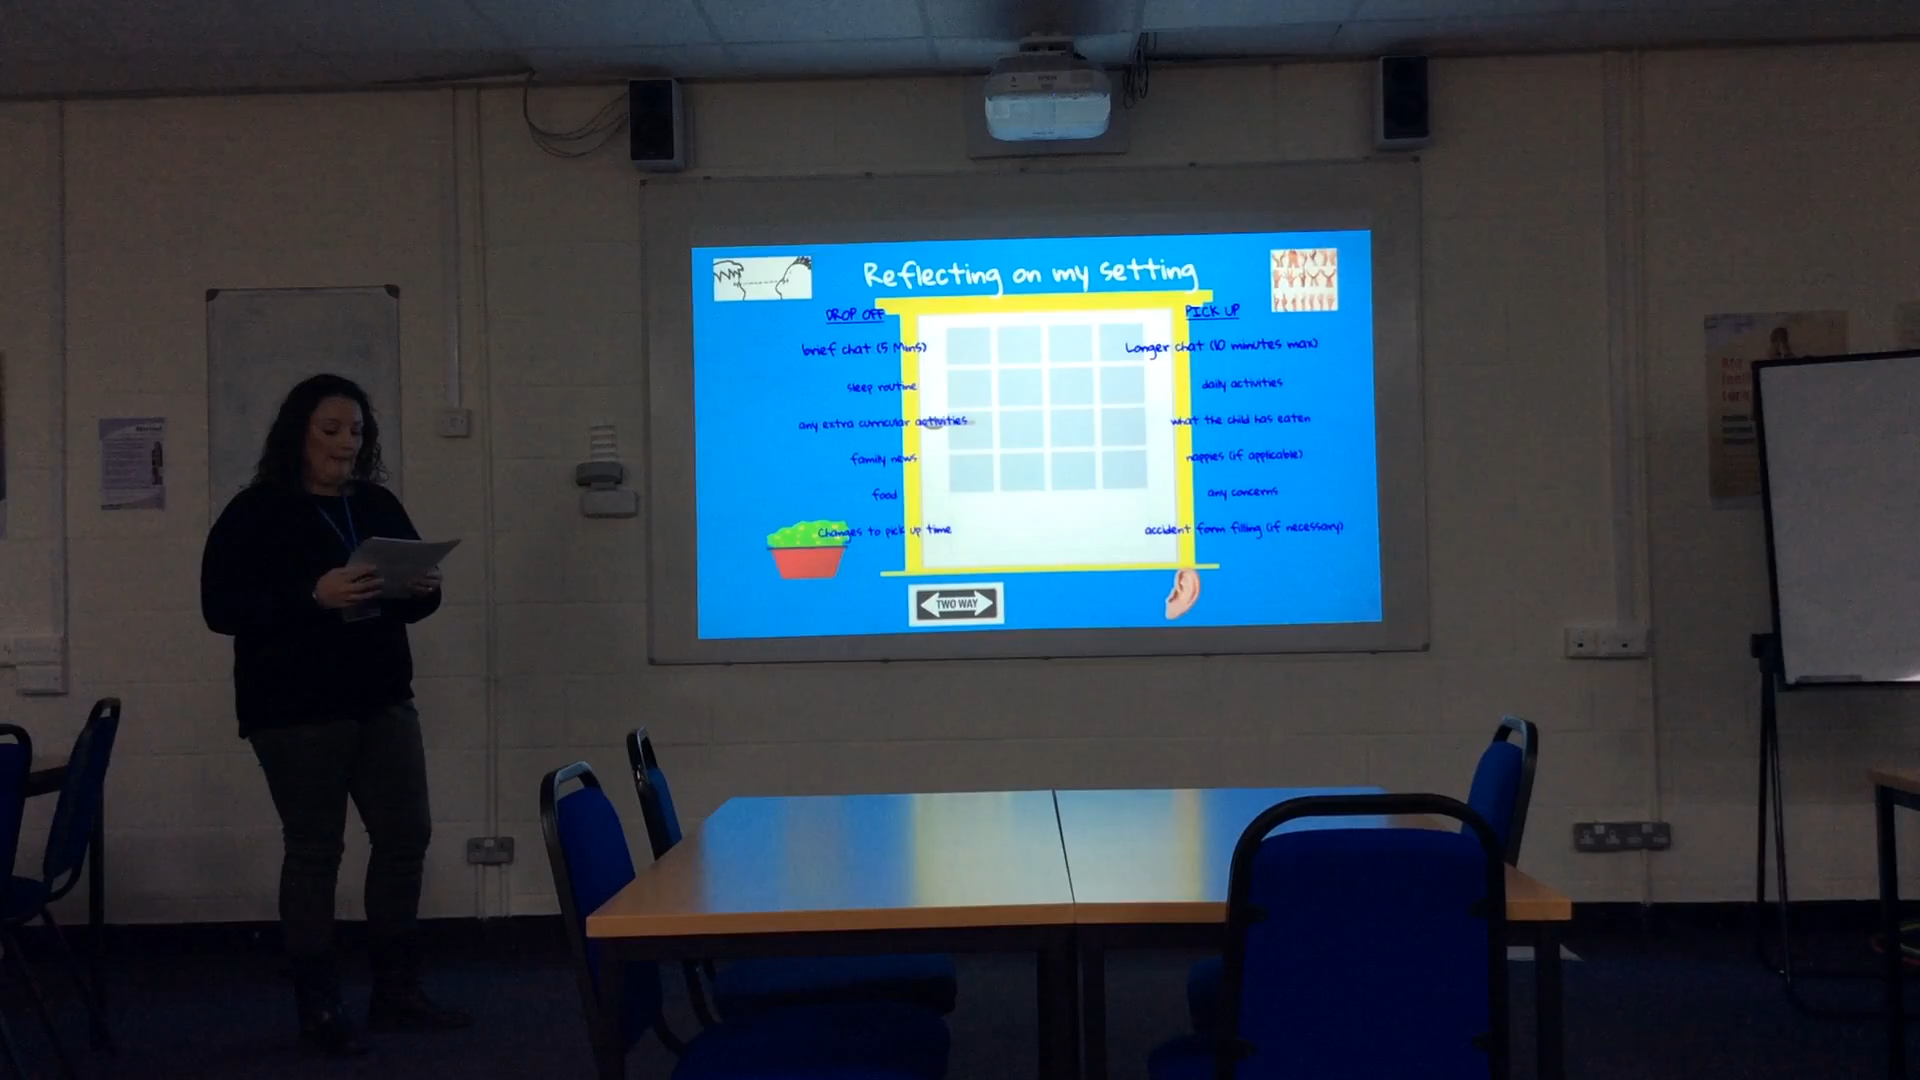 Reflecting on my setting
DROP OFF
brief chat (5 Mins)
sleep routine
any extra curricular activities
family news
food
Changes to pick up time
PICK UP
Longer chat (10 minutes max)
daily activities
what the child has eaten
nappies (if applicable)
any concerns
accident form filling (if necessary)
TWO WAY